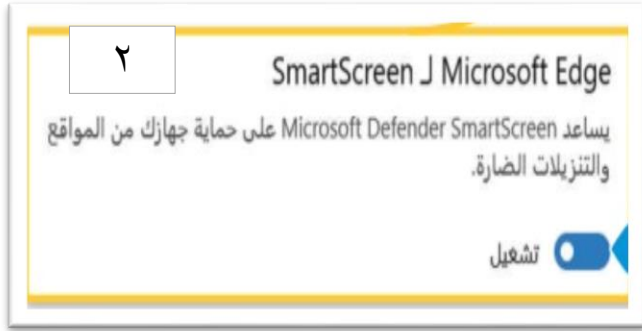 ٢
SmartScreen لـ Microsoft Edge
يساعد Microsoft Defender SmartScreen على حماية جهازك من المواقع
والتنزيلات الضارة.
تشغيل